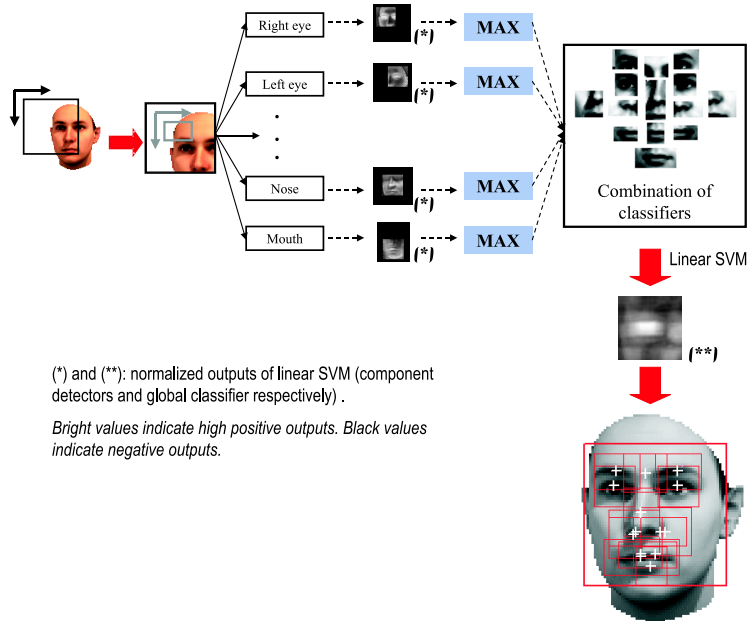 Right eye
(*)
MAX
Left eye
(*)
MAX
Nose
(*)
MAX
Mouth
(*)
MAX
Combination of
classifiers
Linear SVM
(**)
(*) and (**): normalized outputs of linear SVM (component
detectors and global classifier respectively) .
Bright values indicate high positive outputs. Black values
indicate negative outputs.